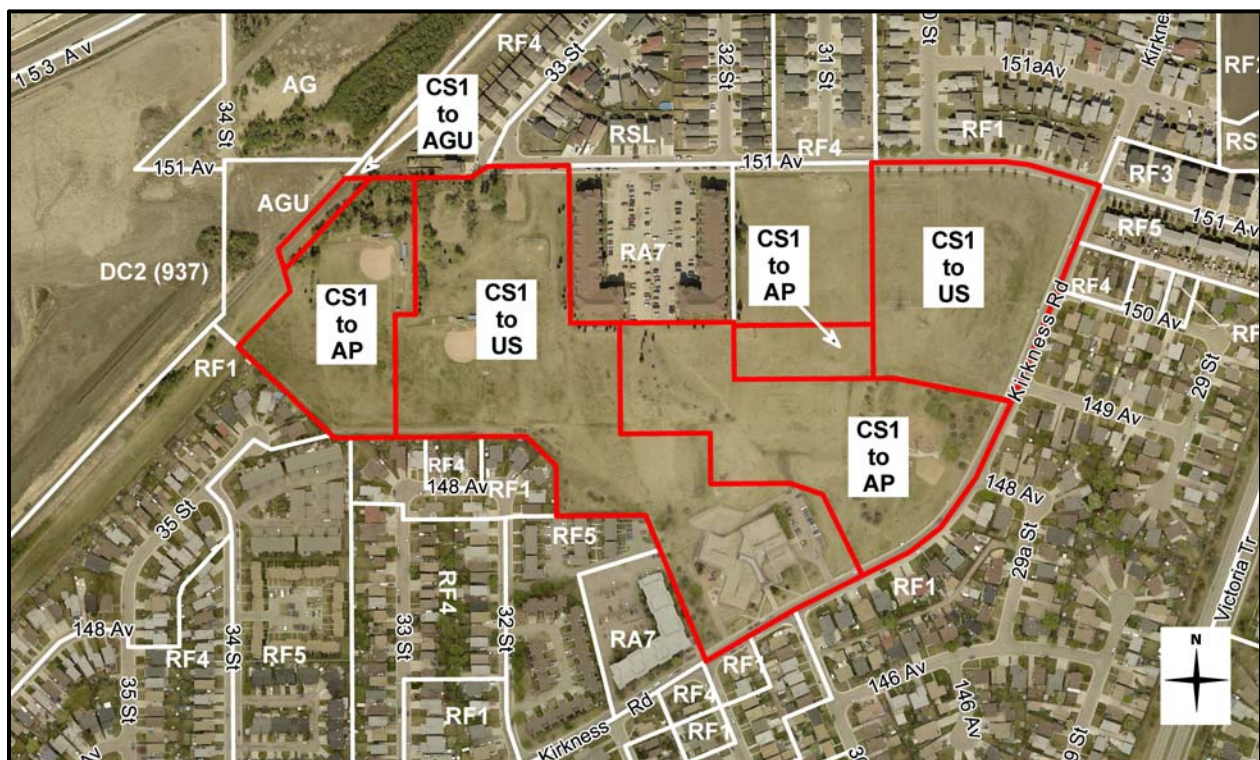 153 Av
AG
34 St
RF4
33 St
CS1
to
AGU
RSL
32 St
31 St
RF4
151aAv
RF1
RF3
151 Av
RF5
151 Av
151 Av
AGU
DC2 (937)
RA7
CS1
to
AP
CS1
to
US
CS1
to
AP
CS1
to
US
RF4
150 Av
Kirkness Rd
29 St
149 Av
RF1
CS1
to
AP
RF4
148 Av
RF1
148 Av
35 St
RF5
RF4
33 St
32 St
RA7
RF1
29a St
Victoria Tr
N
148 Av
RF4
34 St
RF5
35 St
RF1
RF1
RF4
RF1
146 Av
146 Av
Kirkness Rd